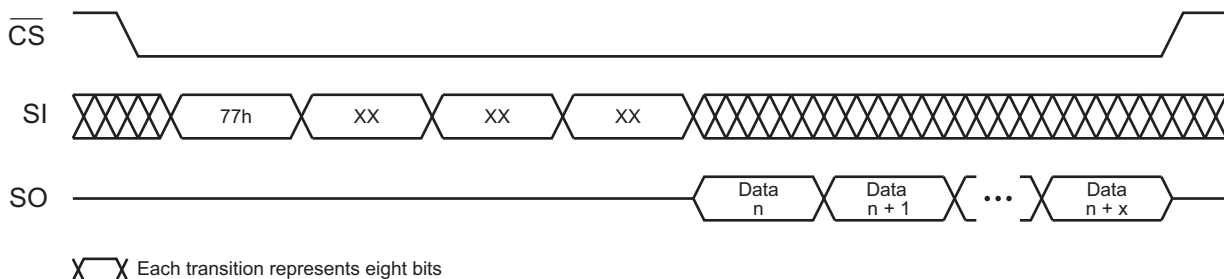 CS
SI
77h
XX
XX
XX
SO
Data
n
Data
n + 1
•••
Data
n + x
Each transition represents eight bits